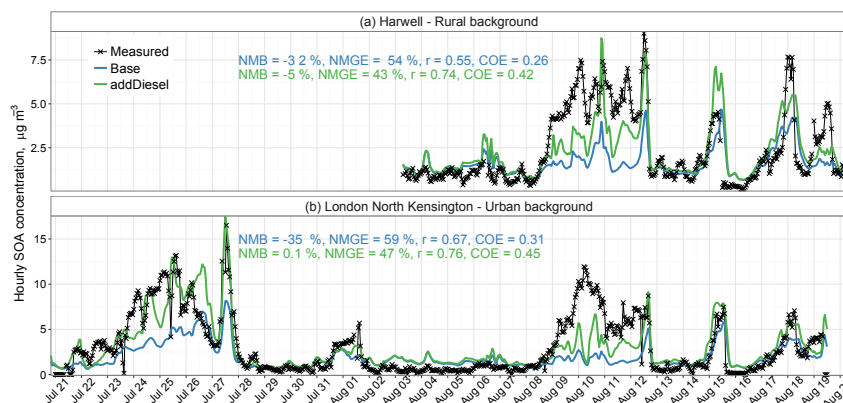 (a) Harwell - Rural background
Measured
Base
addDiesel
NMB = -3 2 %, NMGE = 54 %, r = 0.55, COE = 0.26
NMB = -5 %, NMGE = 43 %, r = 0.74, COE = 0.42
7.5
5.0
2.5
(b) London North Kensington - Urban background
NMB = -35 %, NMGE = 59 %, r = 0.67, COE = 0.31
NMB = 0.1 %, NMGE = 47 %, r = 0.76, COE = 0.45
15
10
5
0
Hourly SOA concentration, μg m⁻³
Jul 21 Jul 22 Jul 23 Jul 24 Jul 25 Jul 26 Jul 27 Jul 28 Jul 29 Jul 30 Jul 31 Aug 01 Aug 02 Aug 03 Aug 04 Aug 05 Aug 06 Aug 07 Aug 08 Aug 09 Aug 10 Aug 11 Aug 12 Aug 13 Aug 14 Aug 15 Aug 16 Aug 17 Aug 18 Aug 19 Aug 2